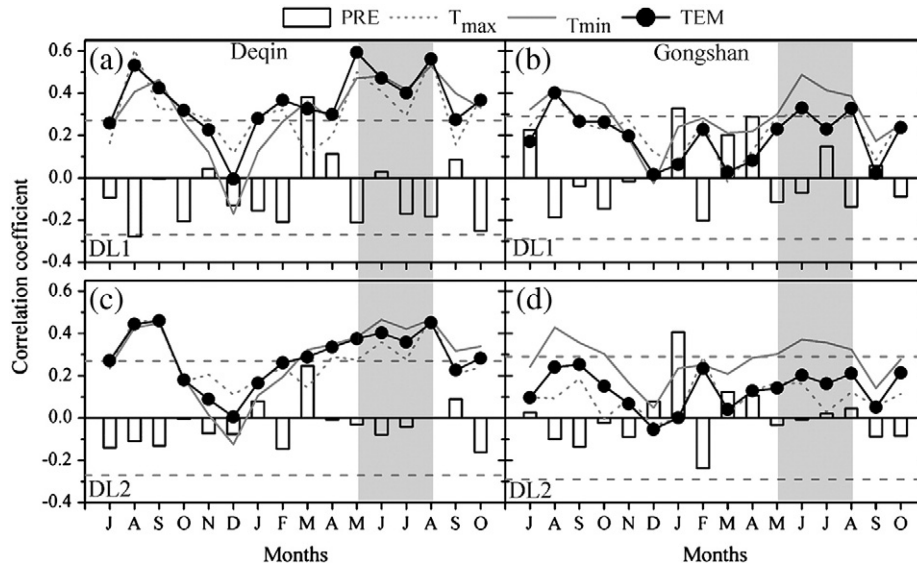 PRE Tmax Tmin TEM
(a) Deqin (b) Gongshan
0.6
0.4
0.2
0.0
-0.2
-0.4
DL1 DL1
(c) (d)
0.6
0.4
0.2
0.0
-0.2
-0.4
DL2 DL2
J A S O N D J F M A M J J A S O J A S O N D J F M A M J J A S O
Months Months
Correlation coefficient